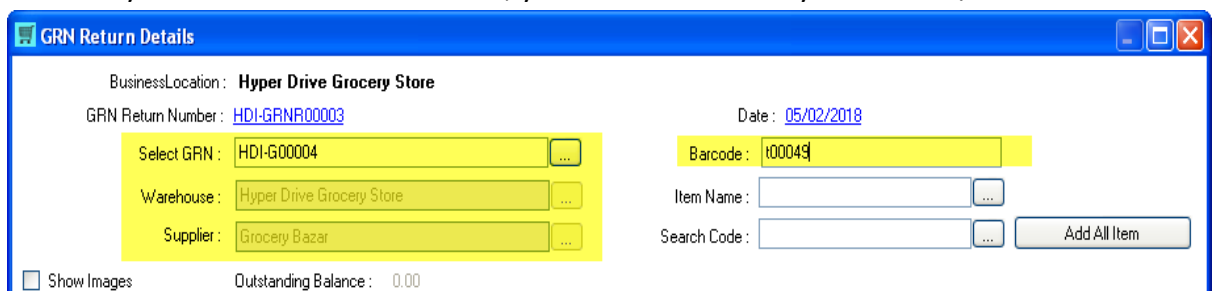 GRN Return Details
BusinessLocation : Hyper Drive Grocery Store
GRN Return Number : HDI-GRNR00003 Date : 05/02/2018
Select GRN : HDI-G00004 ... Barcode : t00049
Warehouse : Hyper Drive Grocery Store ... Item Name : ...
Supplier : Grocery Bazar ... Search Code : ... Add All Item
Show Images Outstanding Balance : 0.00